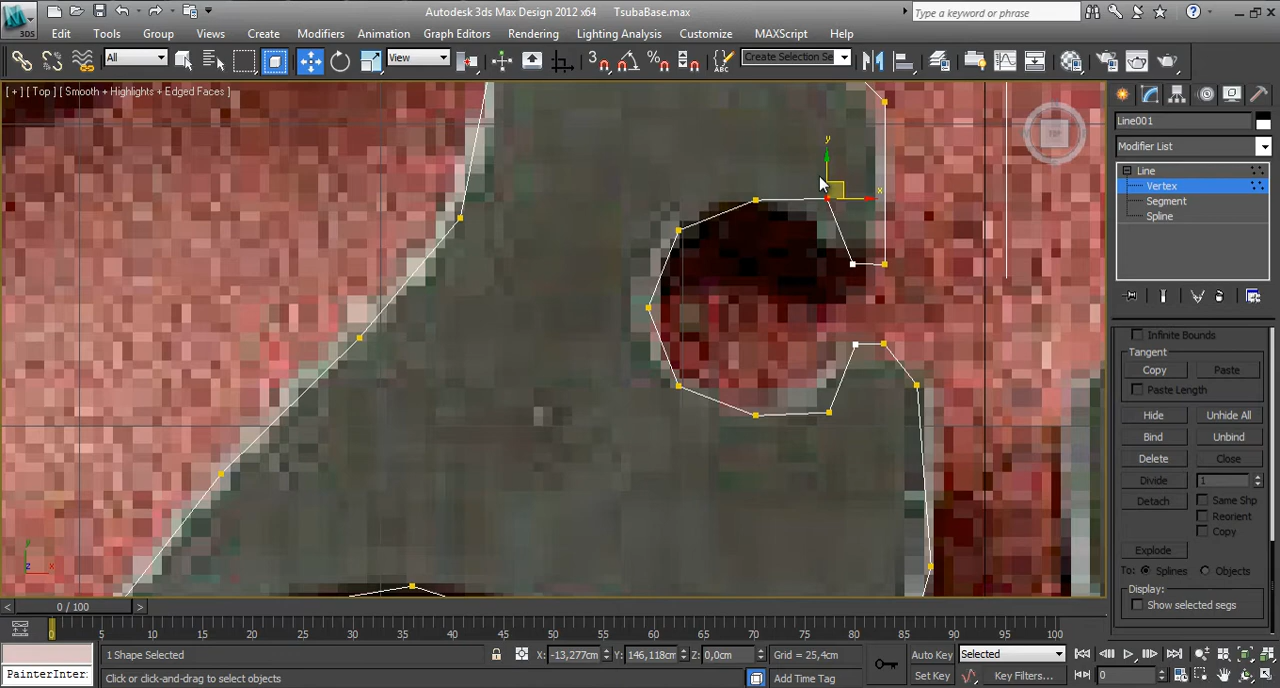 Autodesk 3ds Max Design 2012 x64 TsubaBase.max
Type a keyword or phrase
3DS
Edit Tools Group Views Create Modifiers Animation Graph Editors Rendering Lighting Analysis Customize MAXScript Help
All View Create Selection Se
[ + ] [ Top ] [ Smooth + Highlights + Edged Faces ]
TOP
y
x
Line001
Modifier List
Line
Vertex
Segment
Spline
Infinite Bounds
Tangent
Copy Paste
Paste Length
Hide Unhide All
Bind Unbind
Delete Close
Divide 1
Detach Same Shp
Reorient
Copy
Explode
To: Splines Objects
Display:
Show selected segs
y
z x
< 0 / 100 >
0 5 10 15 20 25 30 35 40 45 50 55 60 65 70 75 80 85 90 95 100
1 Shape Selected X: -13,277cm Y: 146,118cm Z: 0,0cm Grid = 25,4cm Auto Key Selected
PainterInter: Click or click-and-drag to select objects Add Time Tag Set Key Key Filters... 0